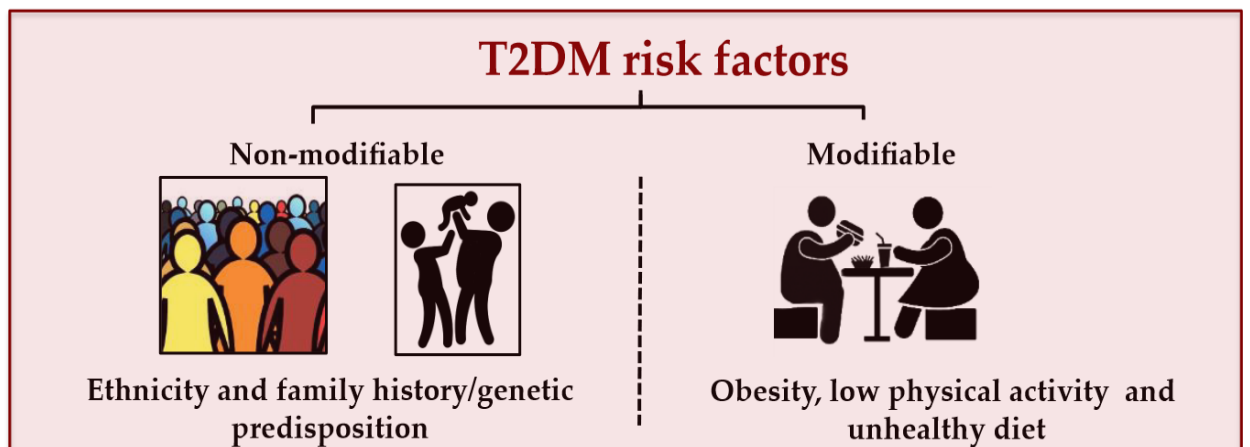 T2DM risk factors
Non-modifiable
Modifiable
Ethnicity and family history/genetic
predisposition
Obesity, low physical activity and
unhealthy diet